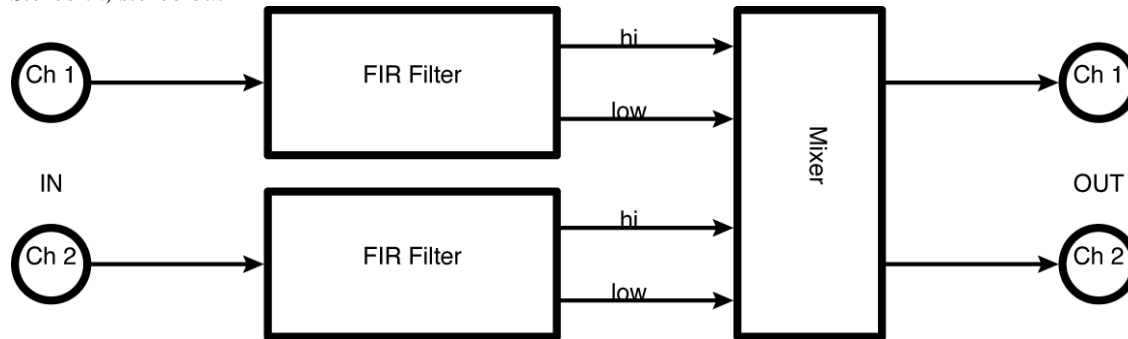 Ch 1
FIR Filter
hi
low
Mixer
Ch 1
IN
OUT
Ch 2
FIR Filter
hi
low
Ch 2